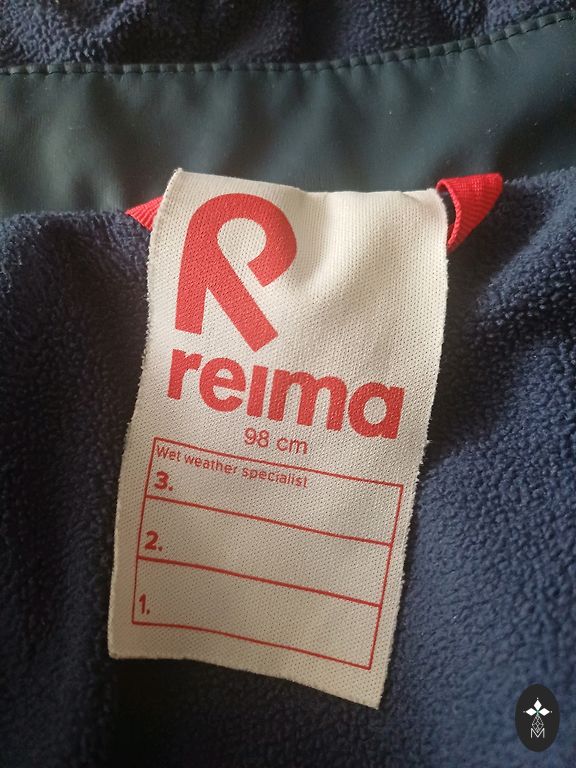 reima
98 cm
Wet weather specialist
3.
2.
1.
M